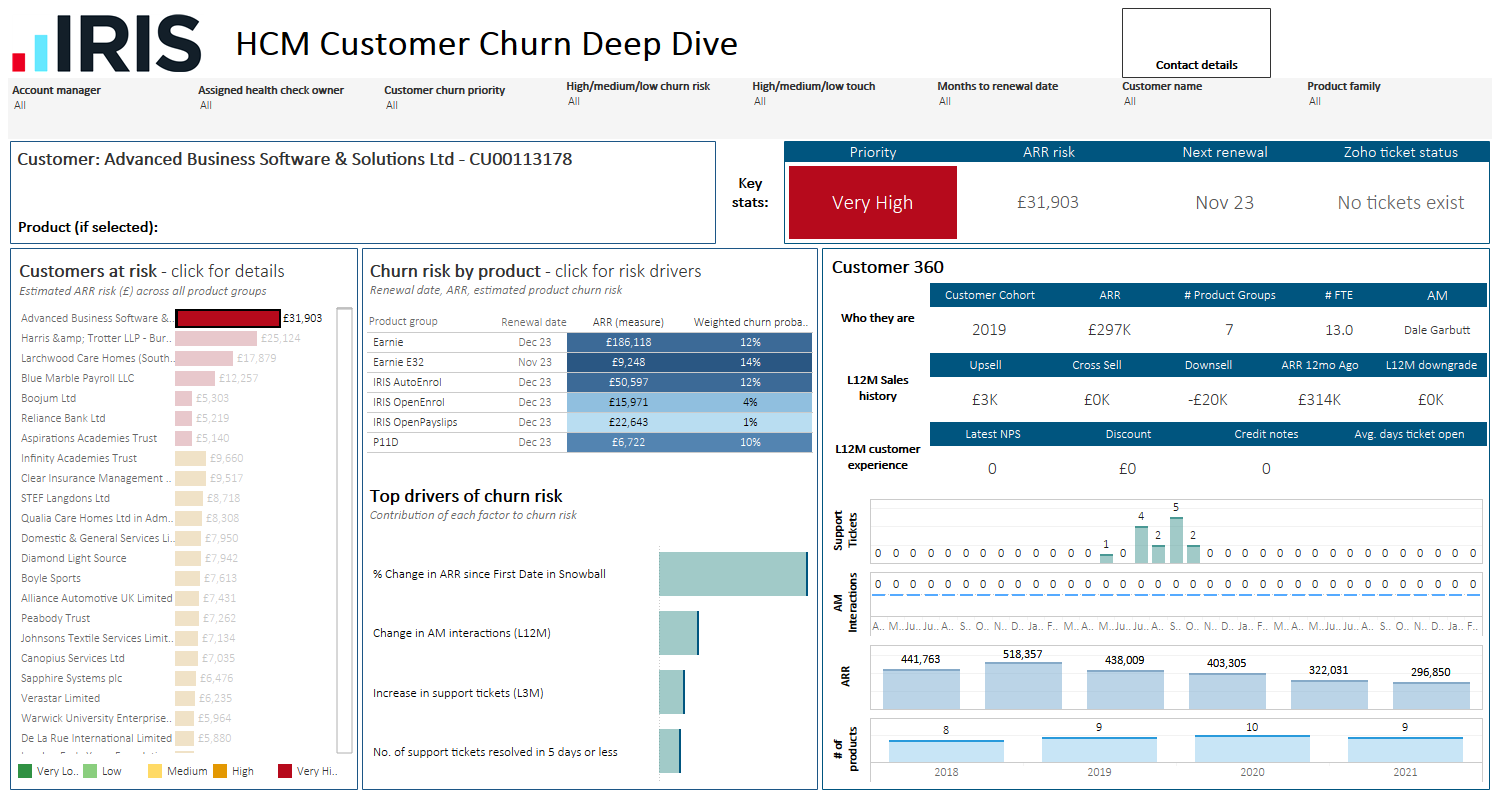 IRIS
HCM Customer Churn Deep Dive
Contact details
Account manager
All
Assigned health check owner
All
Customer churn priority
All
High/medium/low churn risk
All
High/medium/low touch
All
Months to renewal date
All
Customer name
All
Product family
All
Customer: Advanced Business Software & Solutions Ltd - CU00113178
Product (if selected):
Key stats:
Priority ARR risk Next renewal Zoho ticket status
Very High £31,903 Nov 23 No tickets exist
Customers at risk - click for details
Estimated ARR risk (£) across all product groups
Advanced Business Software &.. £31,903
Harris &amp; Trotter LLP - Bur.. £25,124
Larchwood Care Homes (South.. £17,879
Blue Marble Payroll LLC £12,257
Boojum Ltd £5,303
Reliance Bank Ltd £5,219
Aspirations Academies Trust £5,140
Infinity Academies Trust £9,660
Clear Insurance Management .. £9,517
STEF Langdons Ltd £8,718
Qualia Care Homes Ltd in Adm.. £8,308
Domestic & General Services Li.. £7,950
Diamond Light Source £7,942
Boyle Sports £7,613
Alliance Automotive UK Limited £7,431
Peabody Trust £7,262
Johnsons Textile Services Limit.. £7,134
Canopius Services Ltd £7,035
Sapphire Systems plc £6,476
Verastar Limited £6,235
Warwick University Enterprise.. £5,964
De La Rue International Limited £5,880
Very Lo.. Low Medium High Very Hi..
Churn risk by product - click for risk drivers
Renewal date, ARR, estimated product churn risk
Product group Renewal date ARR (measure) Weighted churn proba..
Earnie Dec 23 £186,118 12%
Earnie E32 Nov 23 £9,248 14%
IRIS AutoEnrol Dec 23 £50,597 12%
IRIS OpenEnrol Dec 23 £15,971 4%
IRIS OpenPayslips Dec 23 £22,643 1%
P11D Dec 23 £6,722 10%
Top drivers of churn risk
Contribution of each factor to churn risk
% Change in ARR since First Date in Snowball
Change in AM interactions (L12M)
Increase in support tickets (L3M)
No. of support tickets resolved in 5 days or less
Customer 360
Who they are
Customer Cohort ARR # Product Groups # FTE AM
2019 £297K 7 13.0 Dale Garbutt
L12M Sales history
Upsell Cross Sell Downsell ARR 12mo Ago L12M downgrade
£3K £0K -£20K £314K £0K
L12M customer experience
Latest NPS Discount Credit notes Avg. days ticket open
0 £0 0
Support Tickets
0 0 0 0 0 0 0 0 0 0 0 0 0 1 0 4 2 5 2 0 0 0 0 0 0 0 0 0 0 0 0 0 0 0 0
AM Interactions
0 0 0 0 0 0 0 0 0 0 0 0 0 0 0 0 0 0 0 0 0 0 0 0 0 0 0 0 0 0 0 0 0 0 0
A.. M.. Ju.. Ju.. A.. S.. O.. N.. D.. Ja.. F.. M.. A.. M.. Ju.. Ju.. A.. S.. O.. N.. D.. Ja.. F.. M.. A.. M.. Ju.. Ju.. A.. S.. O.. N.. D.. Ja.. F..
ARR
441,763 518,357 438,009 403,305 322,031 296,850
# of products
8 9 10 9
2018 2019 2020 2021